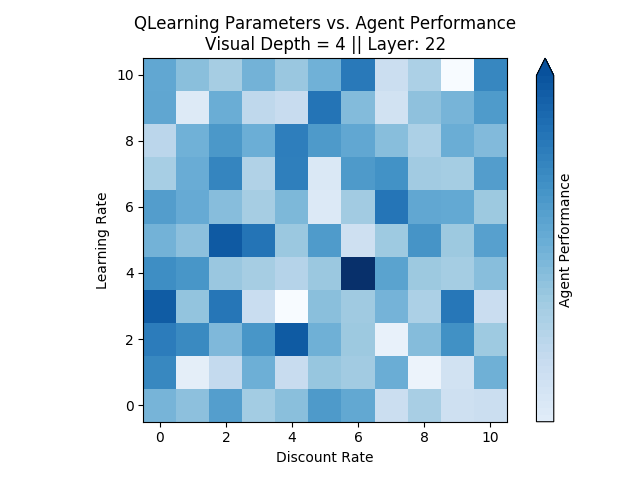 QLearning Parameters vs. Agent Performance
Visual Depth = 4 || Layer: 22
10
8
6
4
2
0
Learning Rate
0 2 4 6 8 10
Discount Rate
Agent Performance